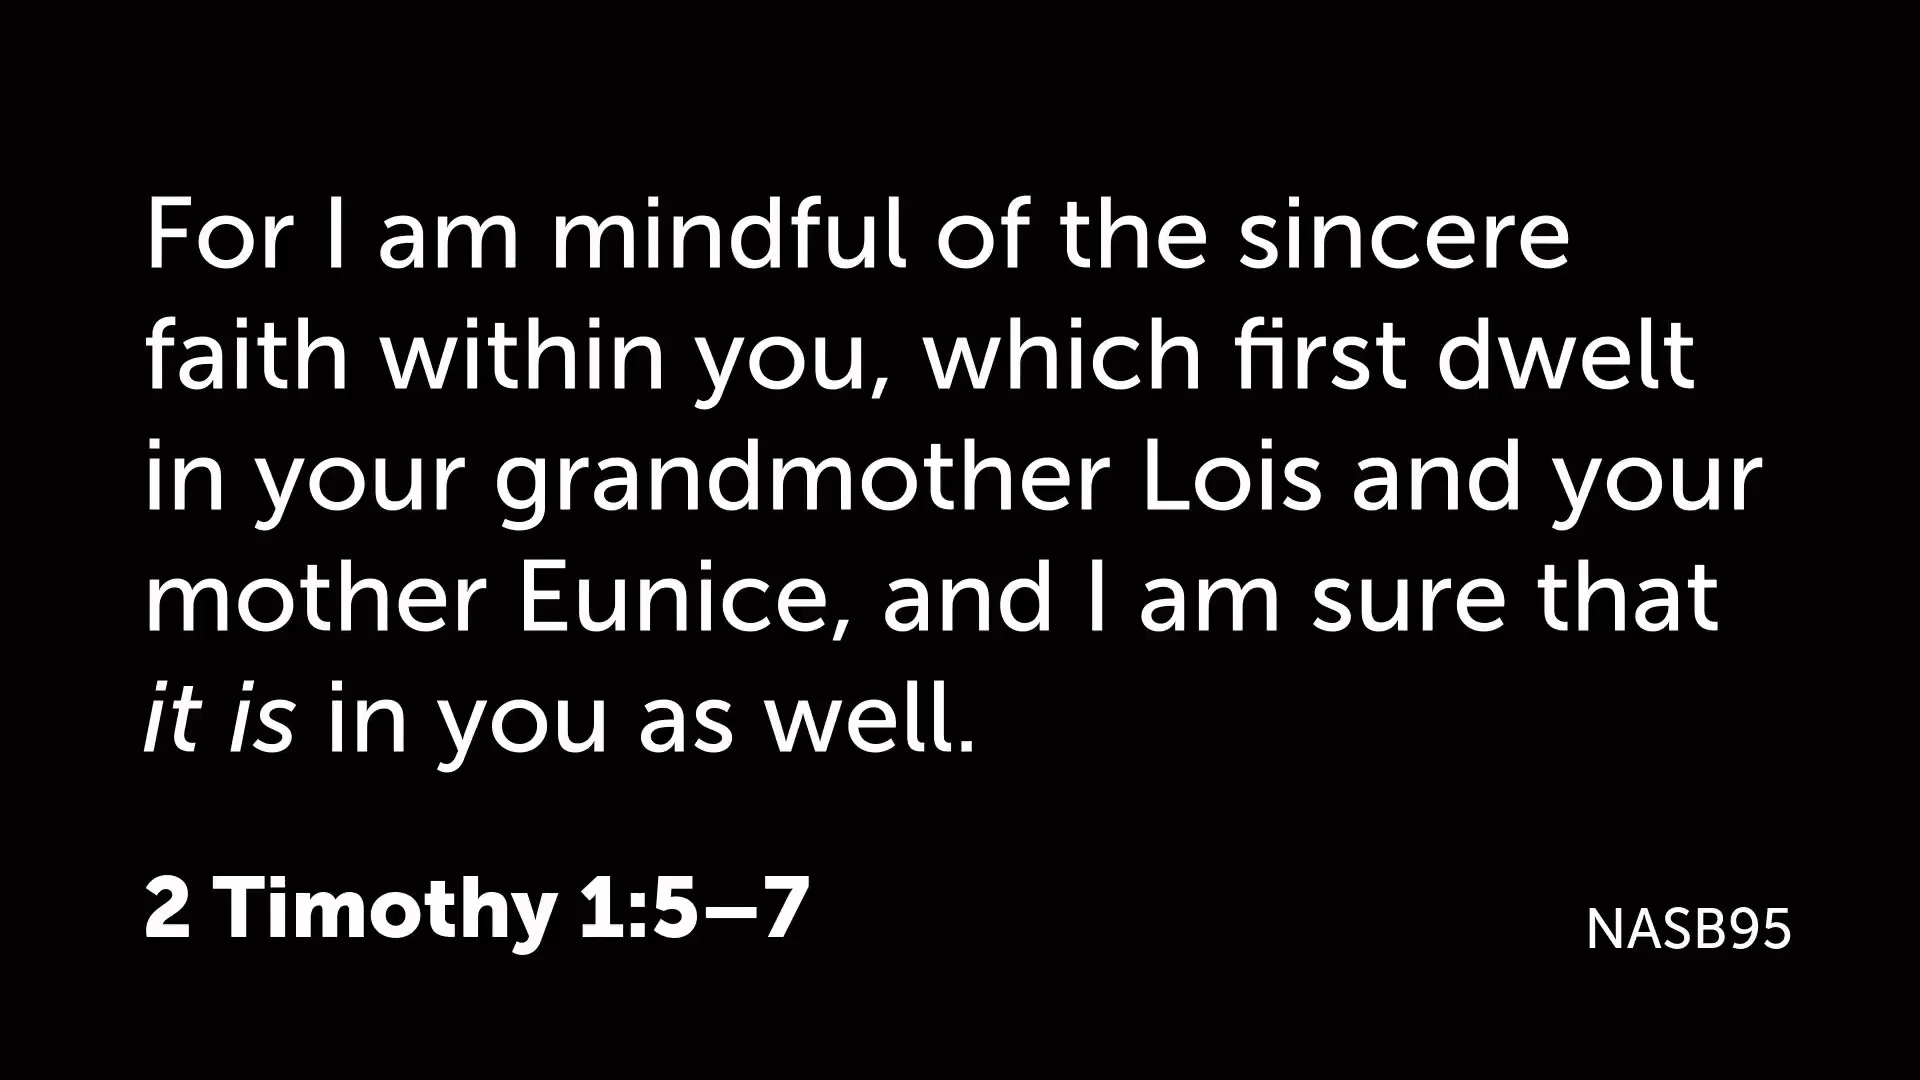 For I am mindful of the sincere
faith within you, which first dwelt
in your grandmother Lois and your
mother Eunice, and I am sure that
it is in you as well.
2 Timothy 1:5–7
NASB95